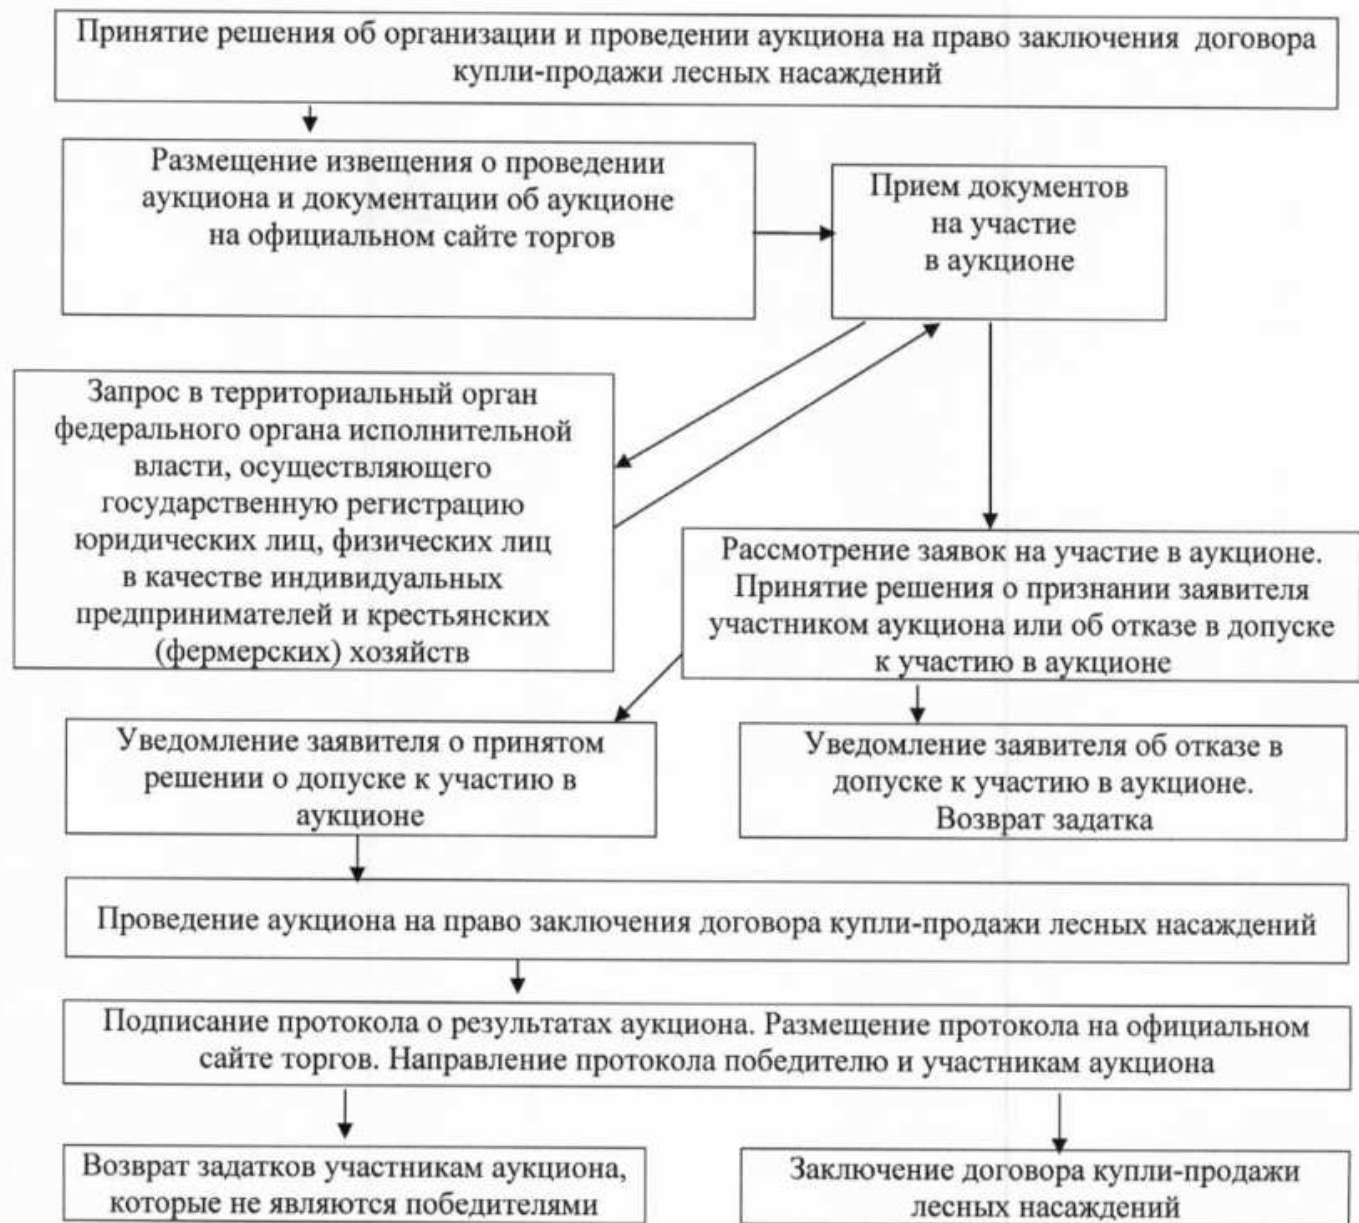 Принятие решения об организации и проведении аукциона на право заключения договора
купли-продажи лесных насаждений
Размещение извещения о проведении
аукциона и документации об аукционе
на официальном сайте торгов
Прием документов
на участие
в аукционе
Запрос в территориальный орган
федерального органа исполнительной
власти, осуществляющего
государственную регистрацию
юридических лиц, физических лиц
в качестве индивидуальных
предпринимателей и крестьянских
(фермерских) хозяйств
Рассмотрение заявок на участие в аукционе.
Принятие решения о признании заявителя
участником аукциона или об отказе в допуске
к участию в аукционе
Уведомление заявителя о принятом
решении о допуске к участию в
аукционе
Уведомление заявителя об отказе в
допуске к участию в аукционе.
Возврат задатка
Проведение аукциона на право заключения договора купли-продажи лесных насаждений
Подписание протокола о результатах аукциона. Размещение протокола на официальном
сайте торгов. Направление протокола победителю и участникам аукциона
Возврат задатков участникам аукциона,
которые не являются победителями
Заключение договора купли-продажи
лесных насаждений